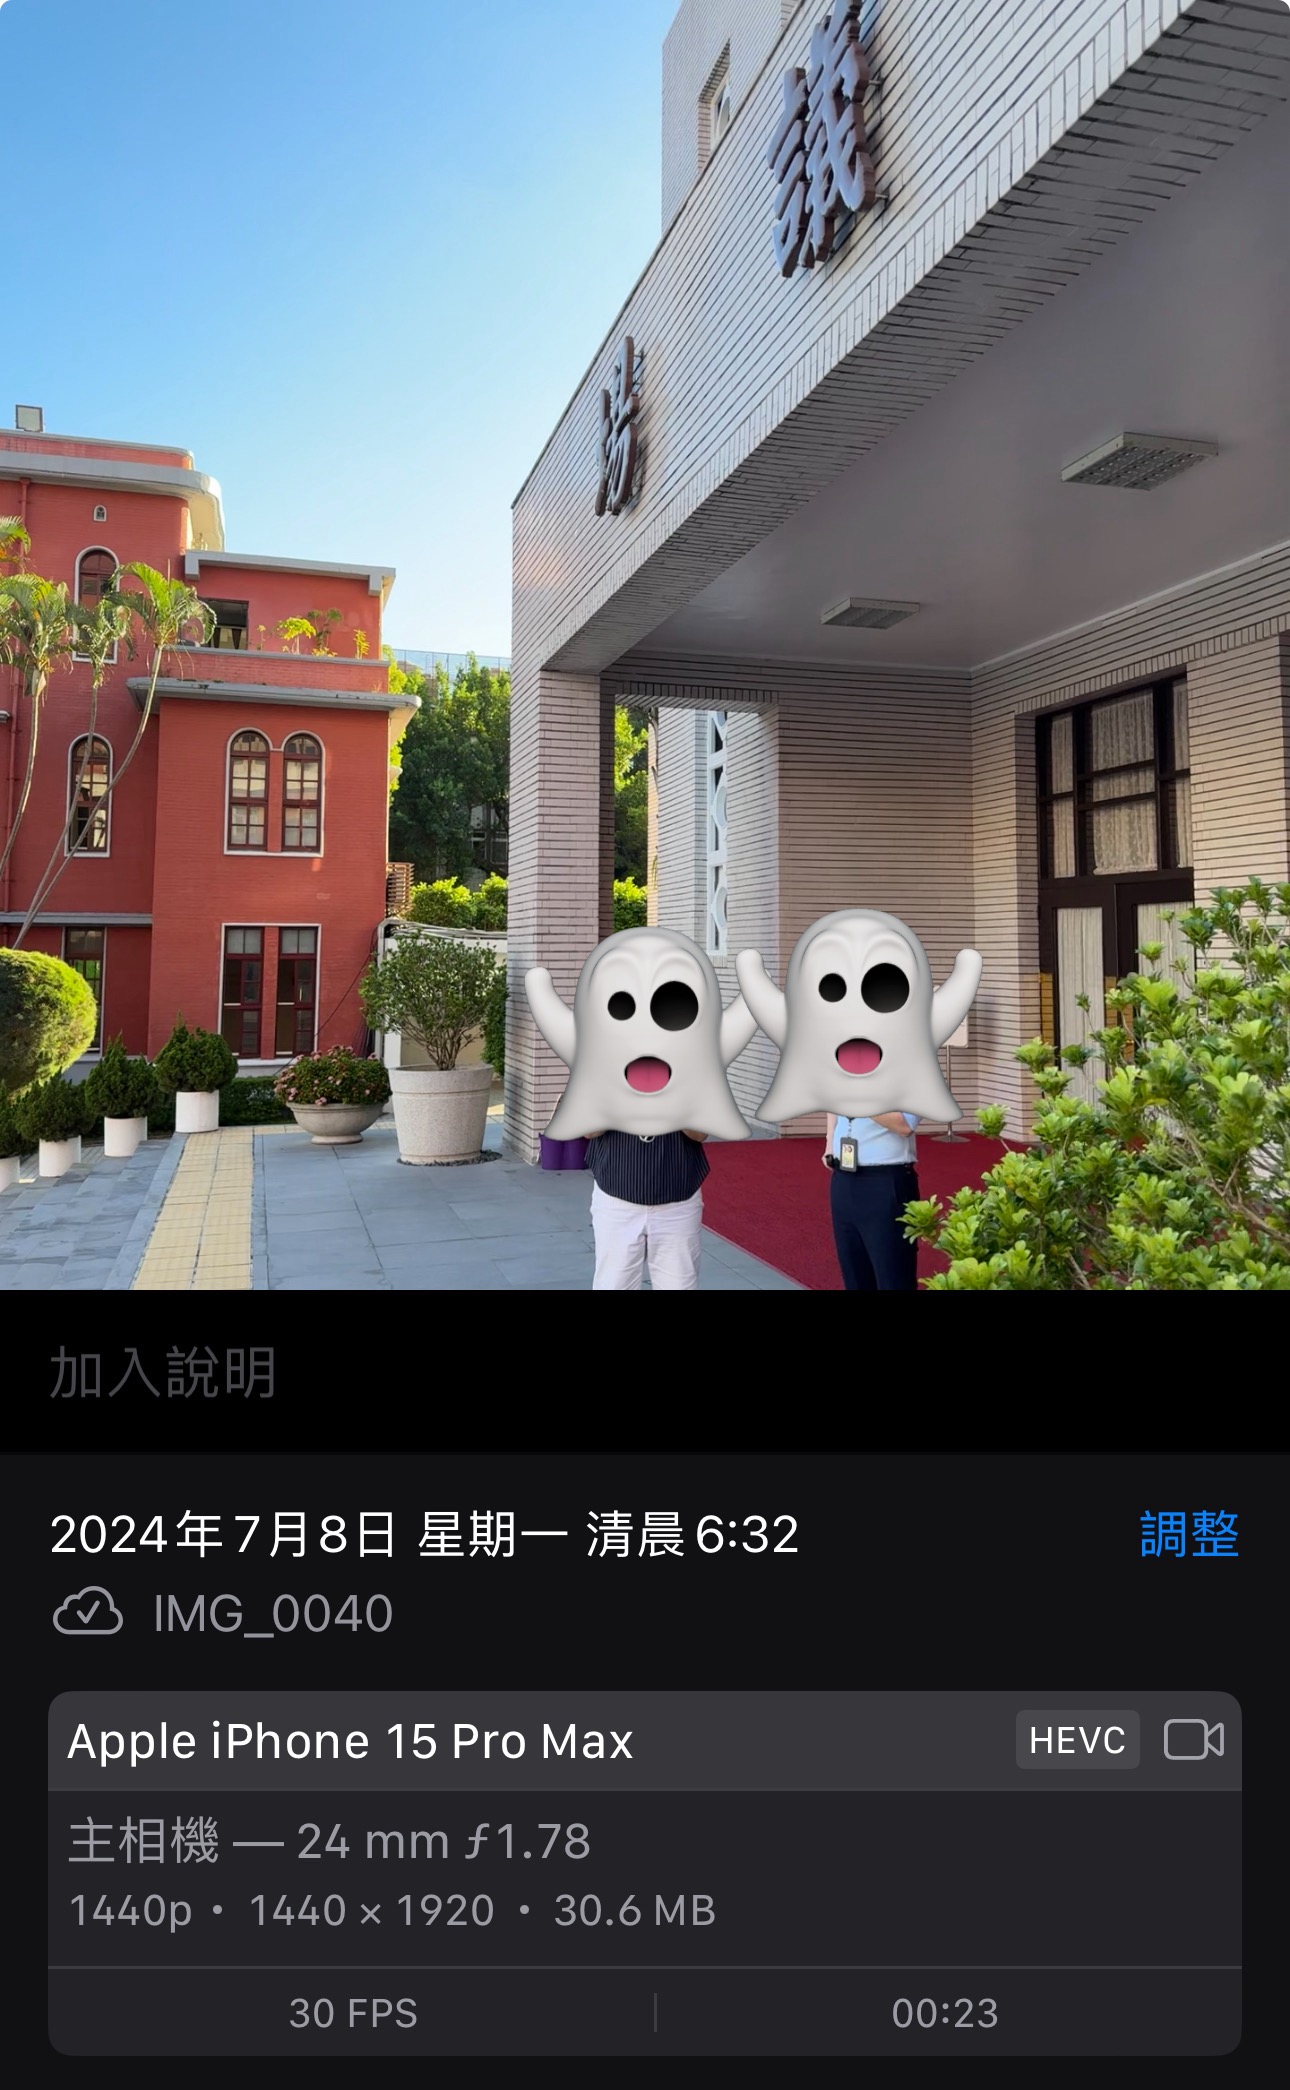 議
場
加入說明
2024年7月8日 星期一 清晨6:32
調整
IMG_0040
Apple iPhone 15 Pro Max
HEVC
主相機 — 24 mm ƒ1.78
1440p • 1440 × 1920 • 30.6 MB
30 FPS
00:23